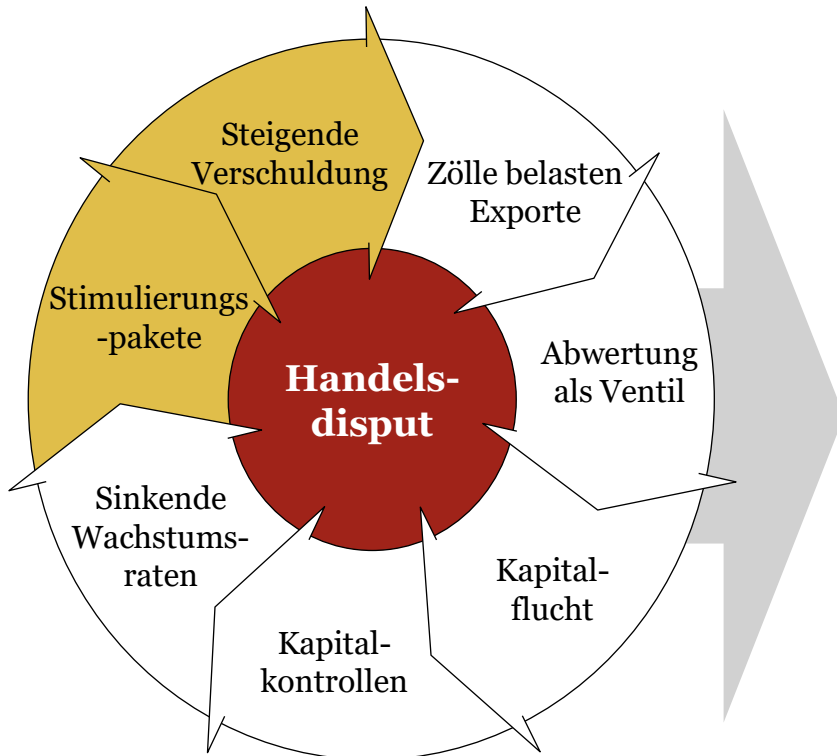 Steigende
Verschuldung
Zölle belasten
Exporte
Stimulierungs
-pakete
Handels-
disput
Abwertung
als Ventil
Sinkende
Wachstums-
raten
Kapital-
flucht
Kapital-
kontrollen